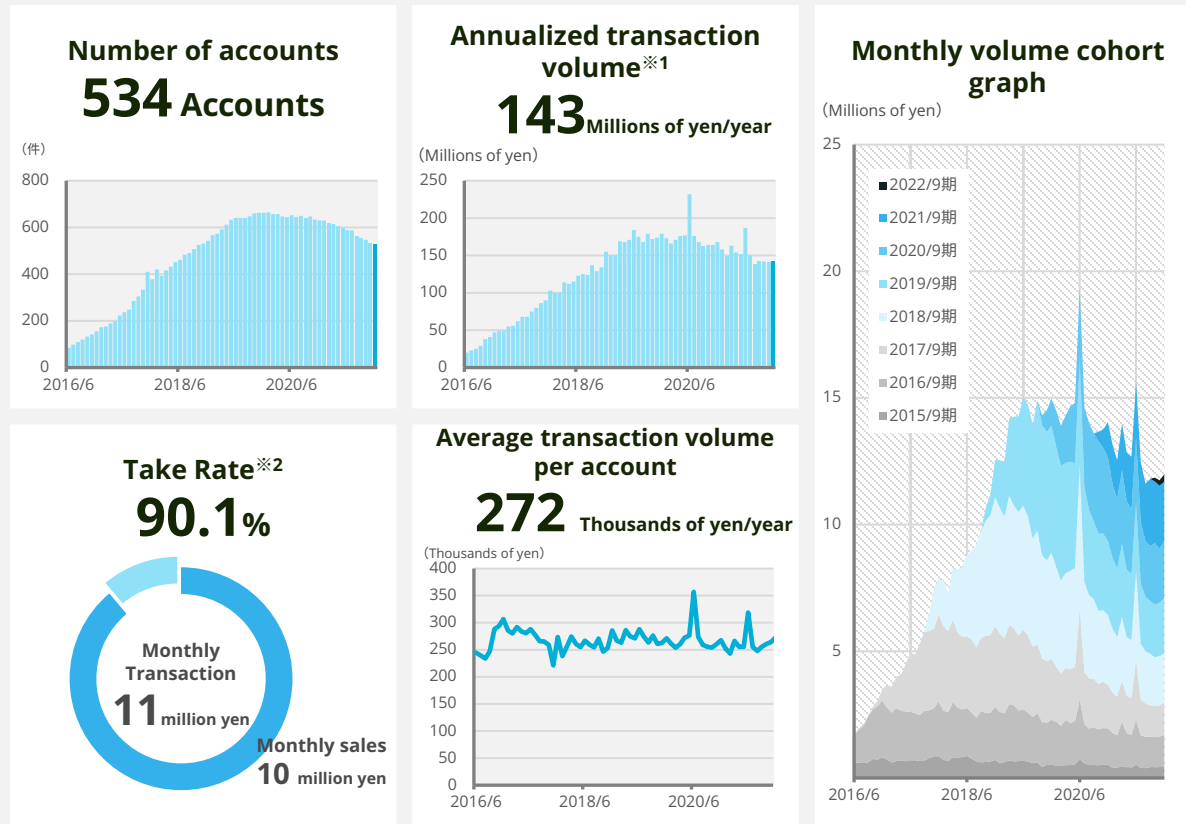 Number of accounts
534 Accounts
（件）
800
600
400
200
0
2016/6 2018/6 2020/6
Annualized transaction
volume※1
143Millions of yen/year
（Millions of yen）
250
200
150
100
50
0
2016/6 2018/6 2020/6
Monthly volume cohort
graph
（Millions of yen）
25
20
15
10
5
2022/9期
2021/9期
2020/9期
2019/9期
2018/9期
2017/9期
2016/9期
2015/9期
2016/6 2018/6 2020/6
Take Rate※2
90.1%
Monthly
Transaction
11million yen
Monthly sales
10 million yen
Average transaction volume
per account
272 Thousands of yen/year
（Thousands of yen）
400
350
300
250
200
150
100
50
0
2016/6 2018/6 2020/6